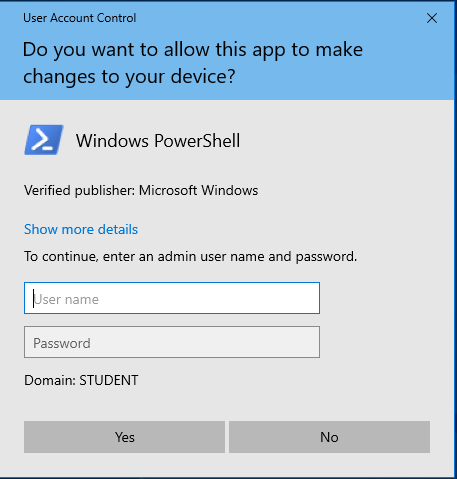 User Account Control
Do you want to allow this app to make
changes to your device?
Windows PowerShell
Verified publisher: Microsoft Windows
Show more details
To continue, enter an admin user name and password.
User name
Password
Domain: STUDENT
Yes
No